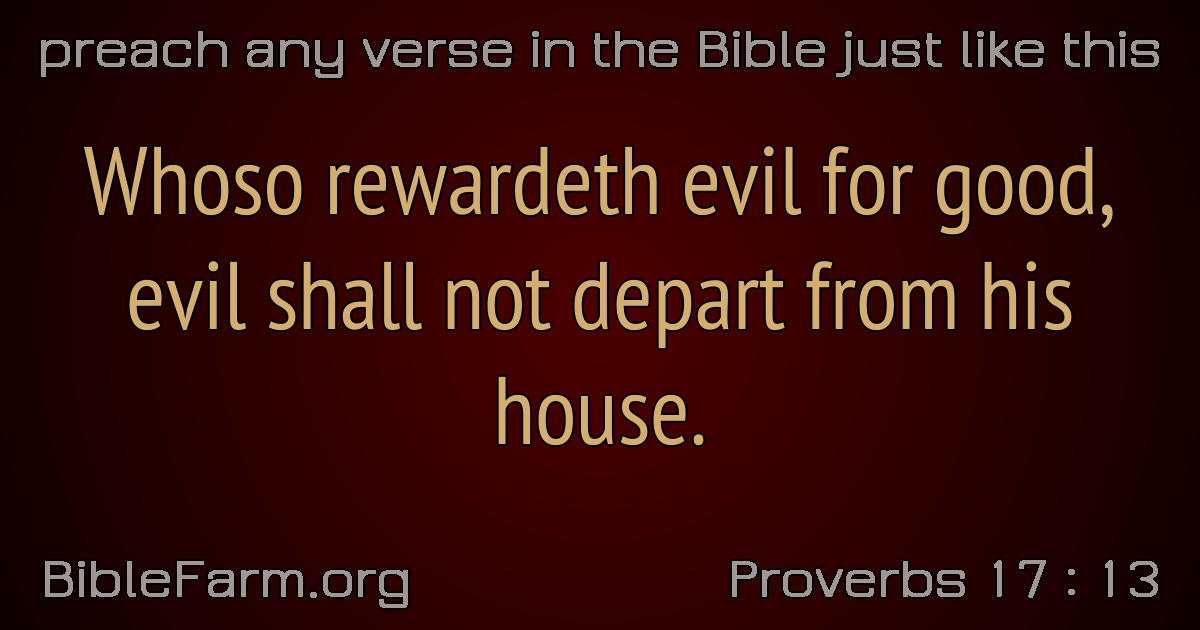 preach any verse in the Bible just like this
Whoso rewardeth evil for good,
evil shall not depart from his
house.
BibleFarm.org
Proverbs 17 : 13